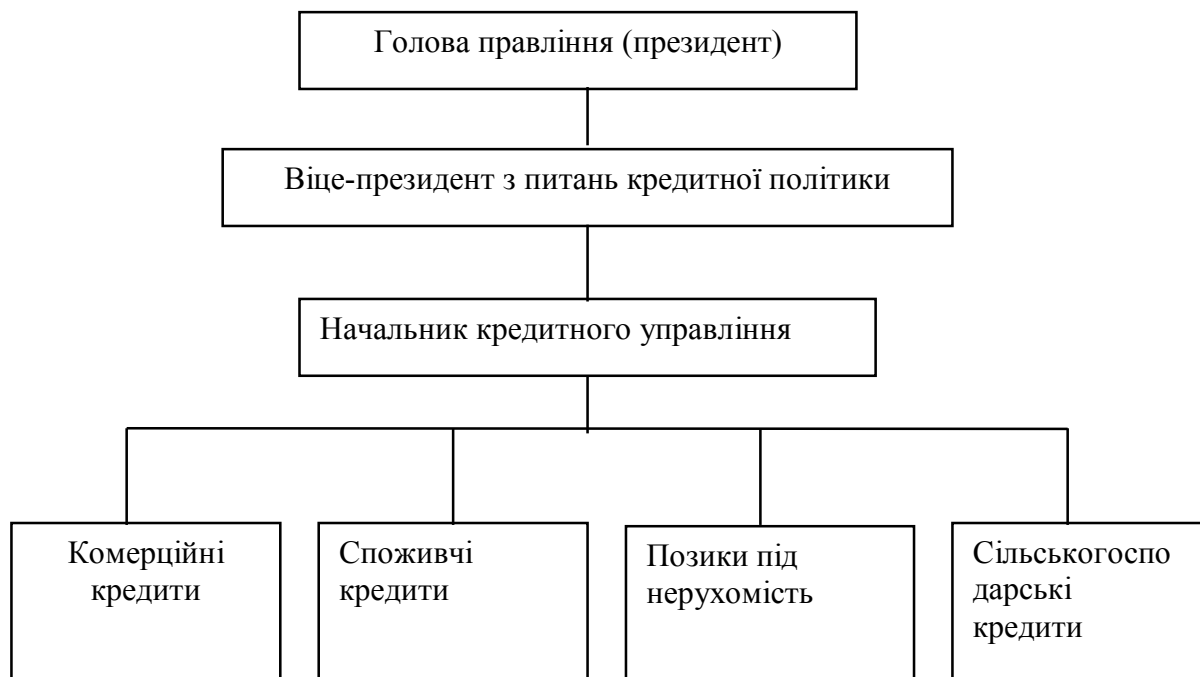 Голова правління (президент)
Віце-президент з питань кредитної політики
Начальник кредитного управління
Комерційні
кредити
Споживчі
кредити
Позики під
нерухомість
Сільськогоспо
дарські
кредити